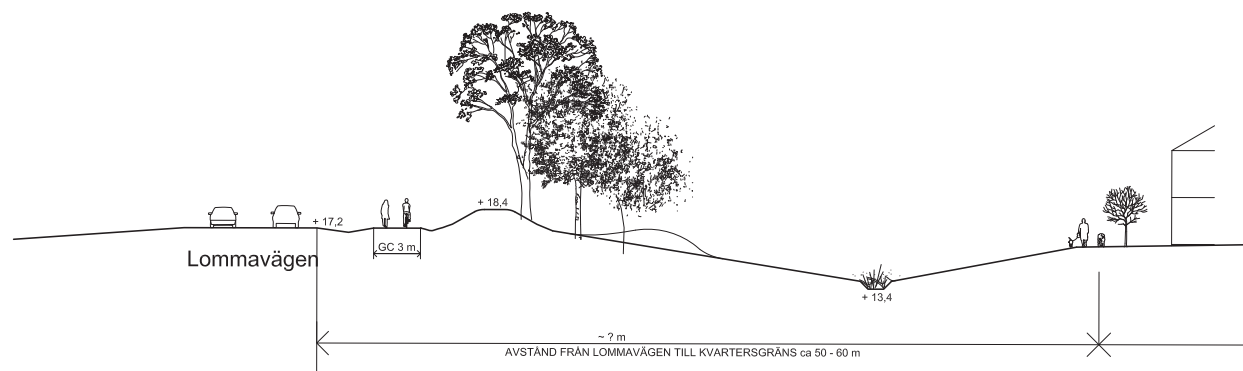 + 18,4
+ 17,2
GC 3 m
Lommavägen
+ 13,4
~ ? m
AVSTÅND FRÅN LOMMAVÄGEN TILL KVARTERSGRÄNS ca 50 - 60 m